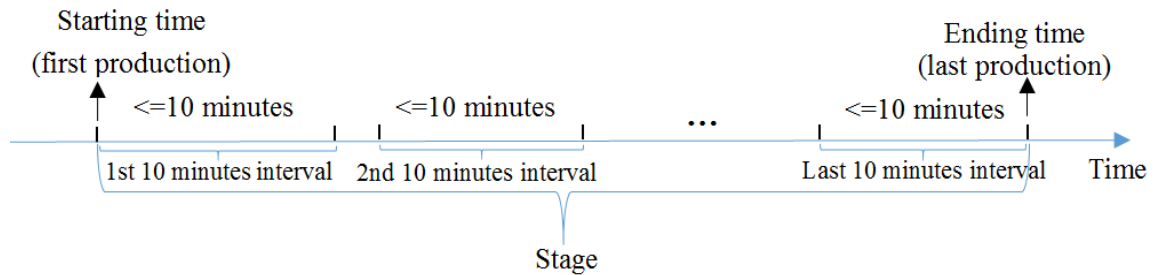 Starting time
(first production)
Ending time
(last production)
<=10 minutes
<=10 minutes
...
<=10 minutes
1st 10 minutes interval
2nd 10 minutes interval
Last 10 minutes interval
Time
Stage